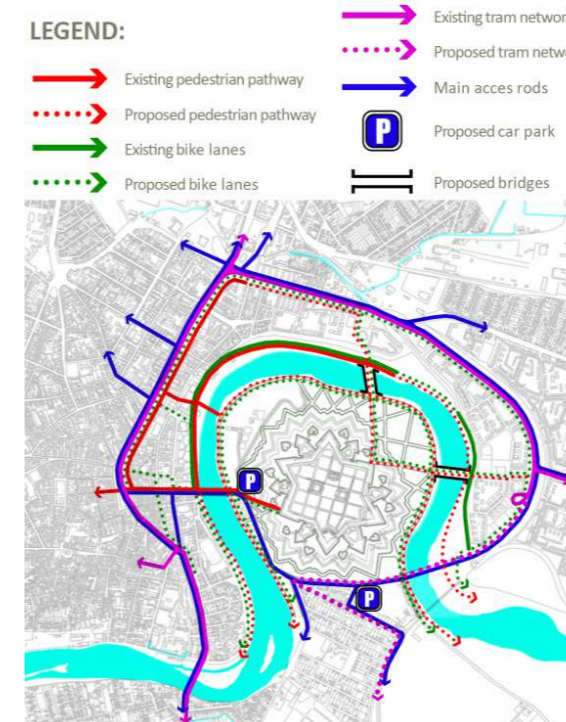 LEGEND:
Existing pedestrian pathway
Proposed pedestrian pathway
Existing bike lanes
Proposed bike lanes
Existing tram networ
Proposed tram netw
Main acces rods
P
Proposed car park
Proposed bridges
P
P